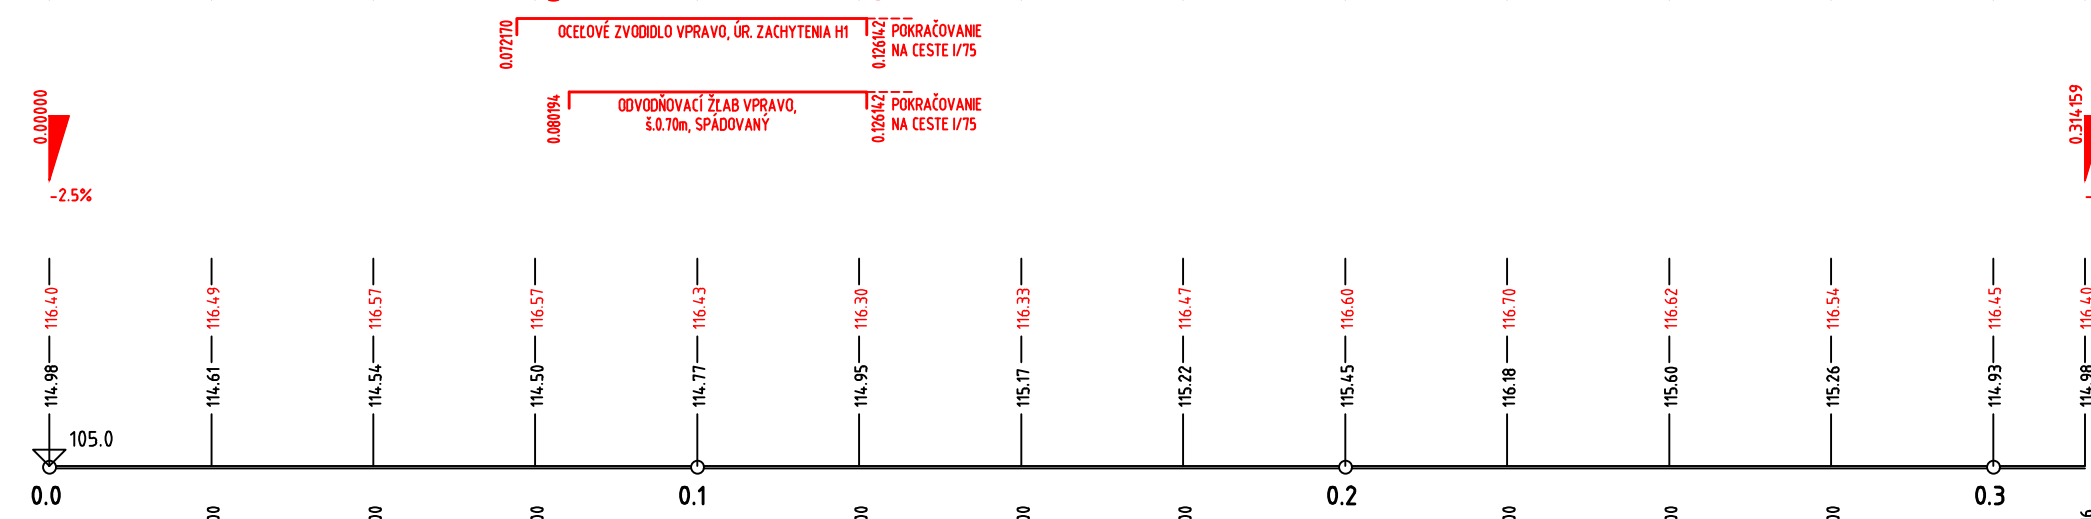 0.072170
OCEĽOVÉ ZVODIDLO VPRAVO, ÚR. ZACHYTENIA H1
0.126142
POKRAČOVANIE
NA CESTE I/75
0.080194
ODVODŇOVACÍ ŽĽAB VPRAVO,
š.0.70m, SPÁDOVANÝ
0.126142
POKRAČOVANIE
NA CESTE I/75
0.00000
-2.5%
0.314159
116.40 116.49 116.57 116.57 116.43 116.30 116.33 116.47 116.60 116.70 116.62 116.54 116.45 116.40
114.98 114.61 114.54 114.50 114.77 114.95 115.17 115.22 115.45 116.18 115.60 115.26 114.93 114.98
105.0
0.0 0.1 0.2 0.3